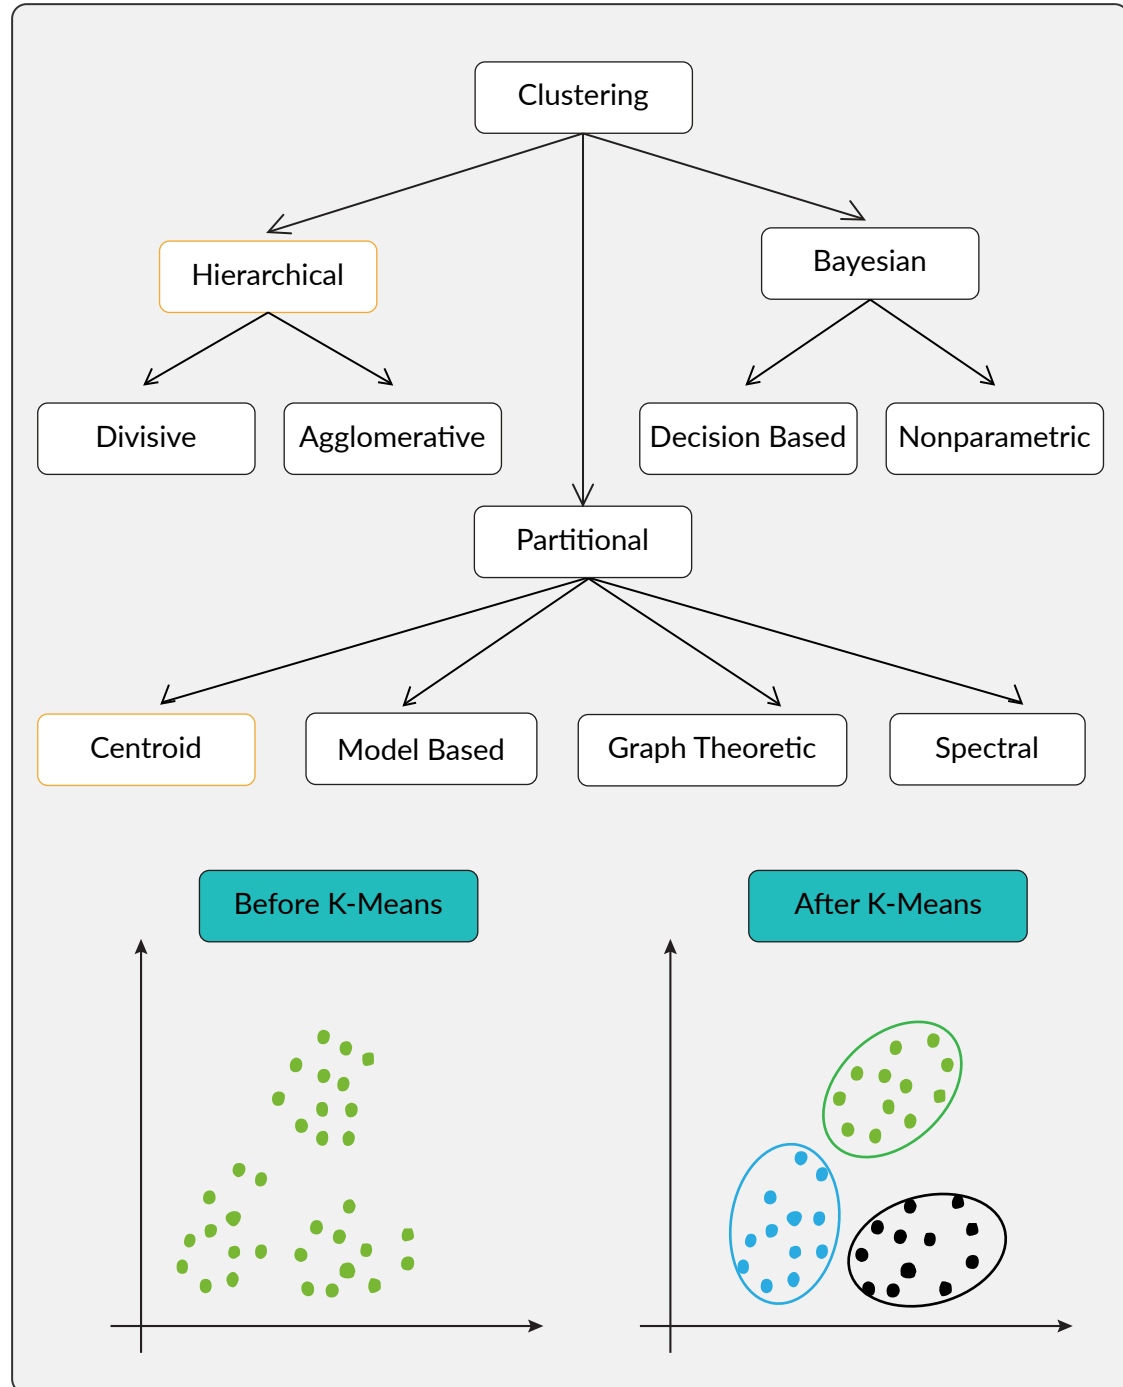 Clustering
Hierarchical
Bayesian
Divisive
Agglomerative
Decision Based
Nonparametric
Partitional
Centroid
Model Based
Graph Theoretic
Spectral
Before K-Means
After K-Means